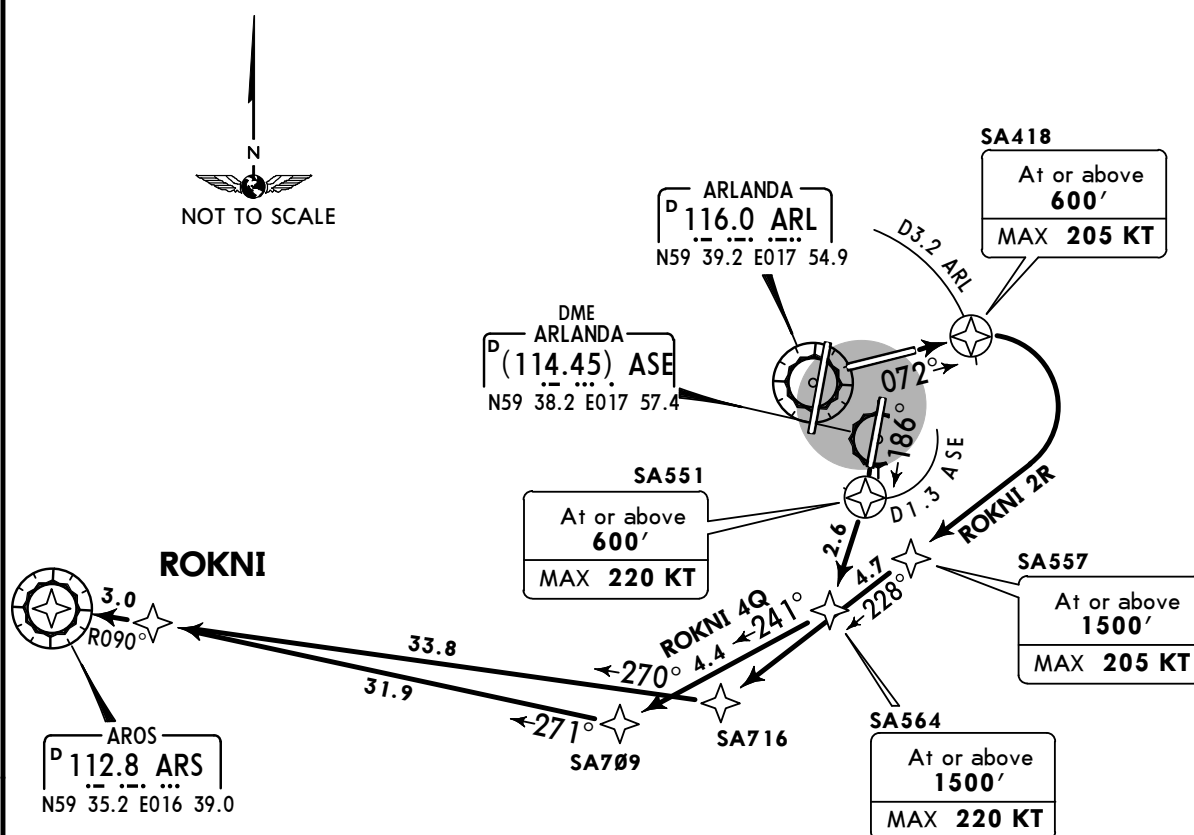 N
NOT TO SCALE
SA418
At or above
600'
MAX 205 KT
D3.2 ARL
ARLANDA
D 116.0 ARL
N59 39.2 E017 54.9
DME
ARLANDA
D (114.45) ASE
N59 38.2 E017 57.4
072°
186°
D1.3 ASE
SA551
At or above
600'
MAX 220 KT
2.6
ROKNI 2R
SA557
At or above
1500'
MAX 205 KT
4.7
228°
ROKNI
ROKNI 4Q
241°
4.4
3.0
R090°
33.8
270°
31.9
271°
SA7Ø9
SA716
SA564
At or above
1500'
MAX 220 KT
AROS
D 112.8 ARS
N59 35.2 E016 39.0